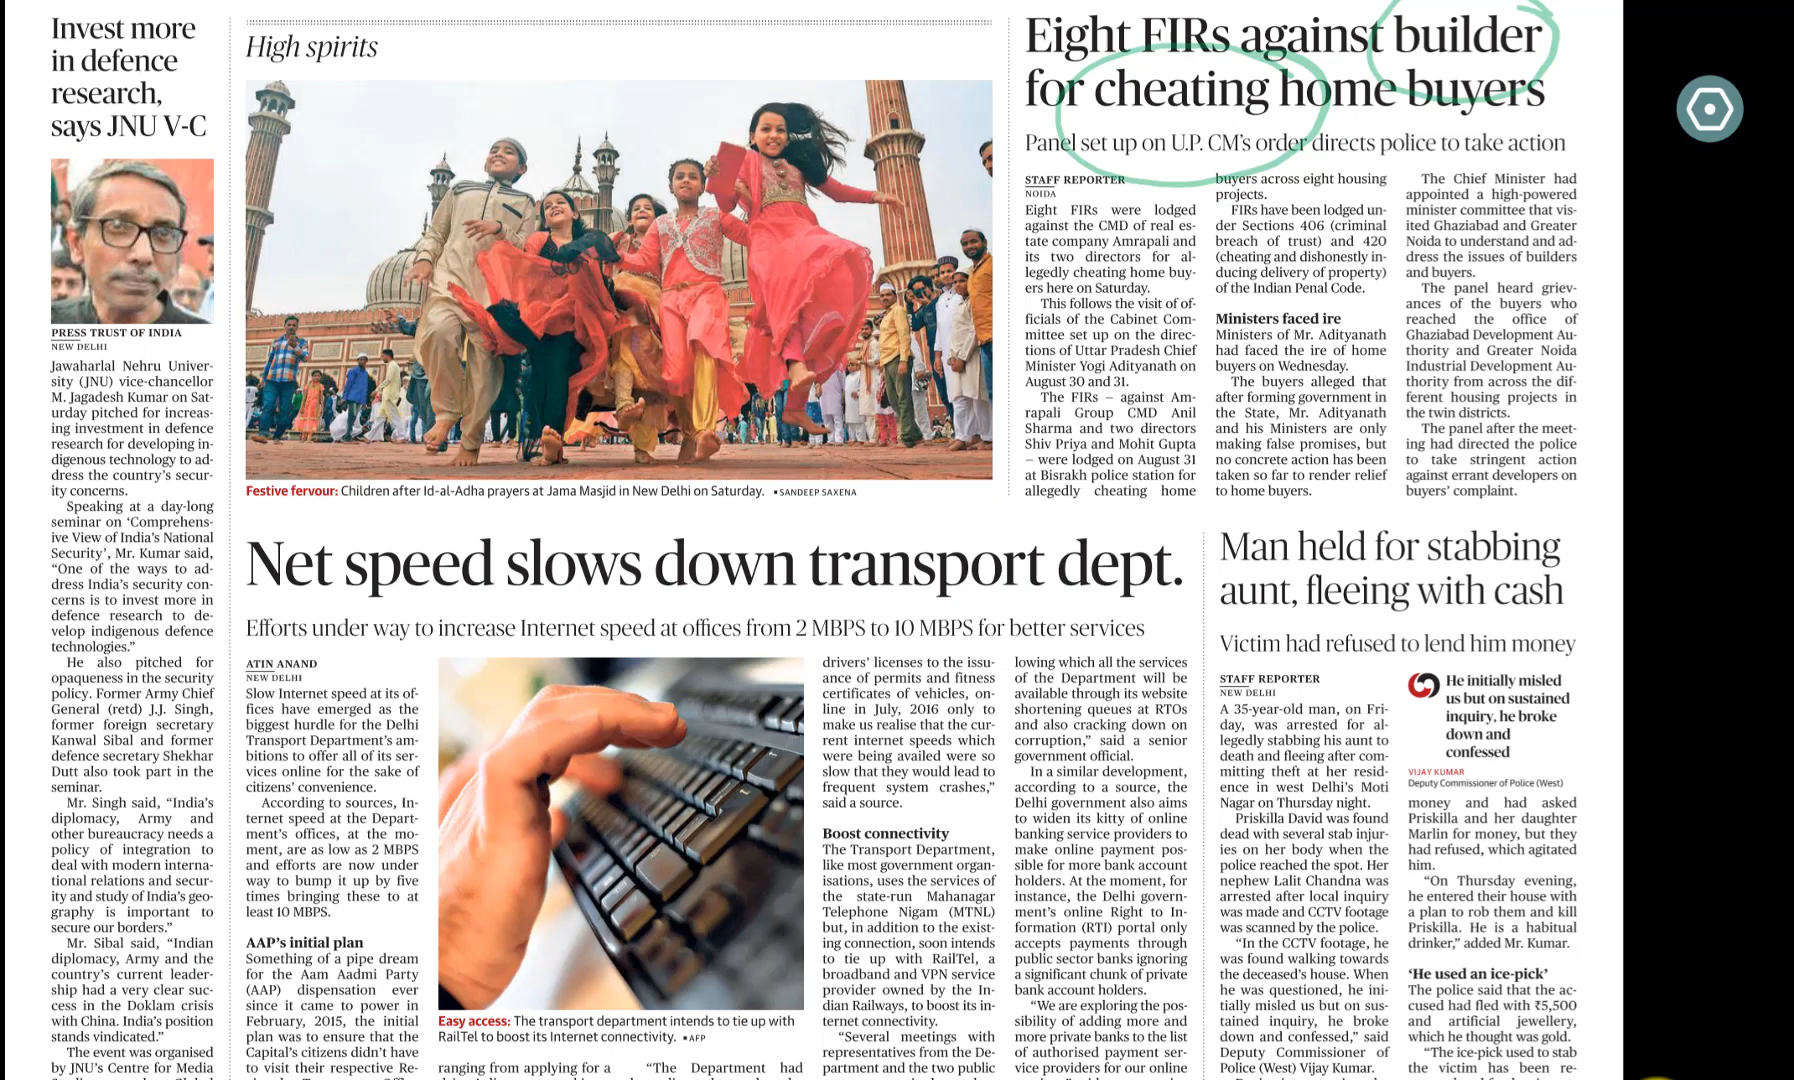 Invest more
in defence
research,
says JNU V-C
PRESS TRUST OF INDIA
NEW DELHI
Jawaharlal Nehru Univer-
sity (JNU) vice-chancellor
M. Jagadesh Kumar on Sat-
urday pitched for increas-
ing investment in defence
research for developing in-
digenous technology to ad-
dress the country's secur-
ity concerns.
Speaking at a day-long
seminar on 'Comprehens-
ive View of India's National
Security', Mr. Kumar said,
"One of the ways to ad-
dress India's security con-
cerns is to invest more in
defence research to de-
velop indigenous defence
technologies."
He also pitched for
opaqueness in the security
policy. Former Army Chief
General (retd) J.J. Singh,
former foreign secretary
Kanwal Sibal and former
defence secretary Shekhar
Dutt also took part in the
seminar.
Mr. Singh said, "India's
diplomacy, Army and
other bureaucracy needs a
policy of integration to
deal with modern interna-
tional relations and secur-
ity and study of India's geo-
graphy is important to
secure our borders."
Mr. Sibal said, "Indian
diplomacy, Army and the
country's current leader-
ship had a very clear suc-
cess in the Doklam crisis
with China. India's position
stands vindicated."
The event was organised
by JNU's Centre for Media
High spirits
Festive fervour: Children after Id-al-Adha prayers at Jama Masjid in New Delhi on Saturday. ▪SANDEEP SAXENA
Eight FIRs against builder
for cheating home buyers
Panel set up on U.P. CM's order directs police to take action
STAFF REPORTER
NOIDA
Eight FIRs were lodged
against the CMD of real es-
tate company Amrapali and
its two directors for al-
legedly cheating home buy-
ers here on Saturday.
This follows the visit of of-
ficials of the Cabinet Com-
mittee set up on the direc-
tions of Uttar Pradesh Chief
Minister Yogi Adityanath on
August 30 and 31.
The FIRs – against Am-
rapali Group CMD Anil
Sharma and two directors
Shiv Priya and Mohit Gupta
– were lodged on August 31
at Bisrakh police station for
allegedly cheating home
buyers across eight housing
projects.
FIRs have been lodged un-
der Sections 406 (criminal
breach of trust) and 420
(cheating and dishonestly in-
ducing delivery of property)
of the Indian Penal Code.
Ministers faced ire
Ministers of Mr. Adityanath
had faced the ire of home
buyers on Wednesday.
The buyers alleged that
after forming government in
the State, Mr. Adityanath
and his Ministers are only
making false promises, but
no concrete action has been
taken so far to render relief
to home buyers.
The Chief Minister had
appointed a high-powered
minister committee that vis-
ited Ghaziabad and Greater
Noida to understand and ad-
dress the issues of builders
and buyers.
The panel heard griev-
ances of the buyers who
reached the office of
Ghaziabad Development Au-
thority and Greater Noida
Industrial Development Au-
thority from across the dif-
ferent housing projects in
the twin districts.
The panel after the meet-
ing had directed the police
to take stringent action
against errant developers on
buyers' complaint.
Net speed slows down transport dept.
Efforts under way to increase Internet speed at offices from 2 MBPS to 10 MBPS for better services
ATIN ANAND
NEW DELHI
Slow Internet speed at its of-
fices have emerged as the
biggest hurdle for the Delhi
Transport Department's am-
bitions to offer all of its ser-
vices online for the sake of
citizens' convenience.
According to sources, In-
ternet speed at the Depart-
ment's offices, at the mo-
ment, are as low as 2 MBPS
and efforts are now under
way to bump it up by five
times bringing these to at
least 10 MBPS.
AAP's initial plan
Something of a pipe dream
for the Aam Aadmi Party
(AAP) dispensation ever
since it came to power in
February, 2015, the initial
plan was to ensure that the
Capital's citizens didn't have
to visit their respective Re-
Easy access: The transport department intends to tie up with
RailTel to boost its Internet connectivity. ▪AFP
ranging from applying for a
"The Department had
drivers' licenses to the issu-
ance of permits and fitness
certificates of vehicles, on-
line in July, 2016 only to
make us realise that the cur-
rent internet speeds which
were being availed were so
slow that they would lead to
frequent system crashes,"
said a source.
Boost connectivity
The Transport Department,
like most government organ-
isations, uses the services of
the state-run Mahanagar
Telephone Nigam (MTNL)
but, in addition to the exist-
ing connection, soon intends
to tie up with RailTel, a
broadband and VPN service
provider owned by the In-
dian Railways, to boost its in-
ternet connectivity.
"Several meetings with
representatives from the De-
partment and the two public
lowing which all the services
of the Department will be
available through its website
shortening queues at RTOs
and also cracking down on
corruption," said a senior
government official.
In a similar development,
according to a source, the
Delhi government also aims
to widen its kitty of online
banking service providers to
make online payment pos-
sible for more bank account
holders. At the moment, for
instance, the Delhi govern-
ment's online Right to In-
formation (RTI) portal only
accepts payments through
public sector banks ignoring
a significant chunk of private
bank account holders.
"We are exploring the pos-
sibility of adding more and
more private banks to the list
of authorised payment ser-
vice providers for our online
Man held for stabbing
aunt, fleeing with cash
Victim had refused to lend him money
STAFF REPORTER
NEW DELHI
A 35-year-old man, on Fri-
day, was arrested for al-
legedly stabbing his aunt to
death and fleeing after com-
mitting theft at her resid-
ence in west Delhi's Moti
Nagar on Thursday night.
Priskilla David was found
dead with several stab injur-
ies on her body when the
police reached the spot. Her
nephew Lalit Chandna was
arrested after local inquiry
was made and CCTV footage
was scanned by the police.
"In the CCTV footage, he
was found walking towards
the deceased's house. When
he was questioned, he ini-
tially misled us but on sus-
tained inquiry, he broke
down and confessed," said
Deputy Commissioner of
Police (West) Vijay Kumar.
He initially misled
us but on sustained
inquiry, he broke
down and
confessed
VIJAY KUMAR
Deputy Commissioner of Police (West)
money and had asked
Priskilla and her daughter
Marlin for money, but they
had refused, which agitated
him.
"On Thursday evening,
he entered their house with
a plan to rob them and kill
Priskilla. He is a habitual
drinker," added Mr. Kumar.
'He used an ice-pick'
The police said that the ac-
cused had fled with ₹5,500
and artificial jewellery,
which he thought was gold.
"The ice-pick used to stab
the victim has been re-